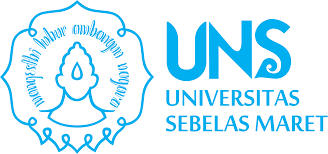 mangesthi luhur ambangun nagara
UNS
UNIVERSITAS
SEBELAS MARET